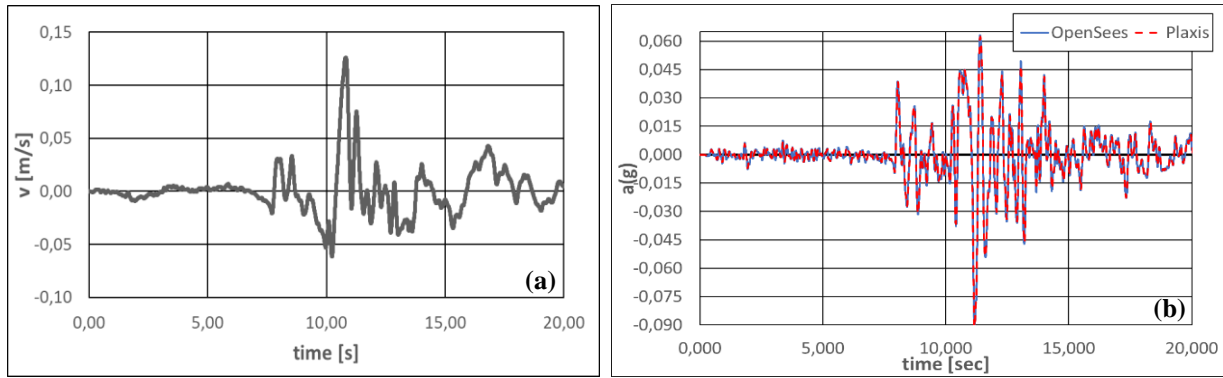 0,15
0,10
0,05
0,00
-0,05
-0,10
v [m/s]
0,00 5,00 10,00 15,00 20,00
time [s]
(a)
OpenSees Plaxis
0,060
0,045
0,030
0,015
0,000
-0,015
-0,030
-0,045
-0,060
-0,075
-0,090
a (g)
0,000 5,000 10,000 15,000 20,000
time [sec]
(b)